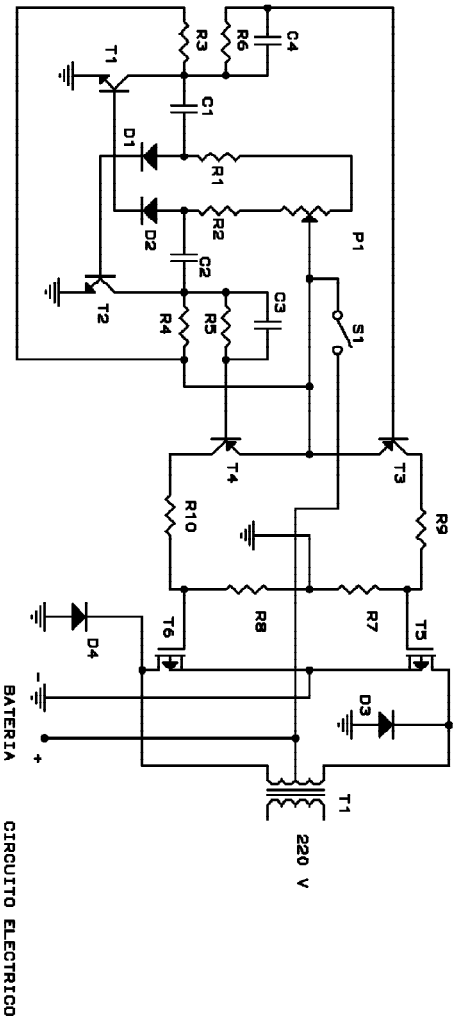 R3
R6
C4
T1
C1
D1
R1
D2
R2
P1
C2
T2
R4
R5
C3
S1
T4
T3
R10
R9
R8
R7
T6
T5
D4
D3
T1
220 V
-
+
BATERIA
CIRCUITO ELECTRICO